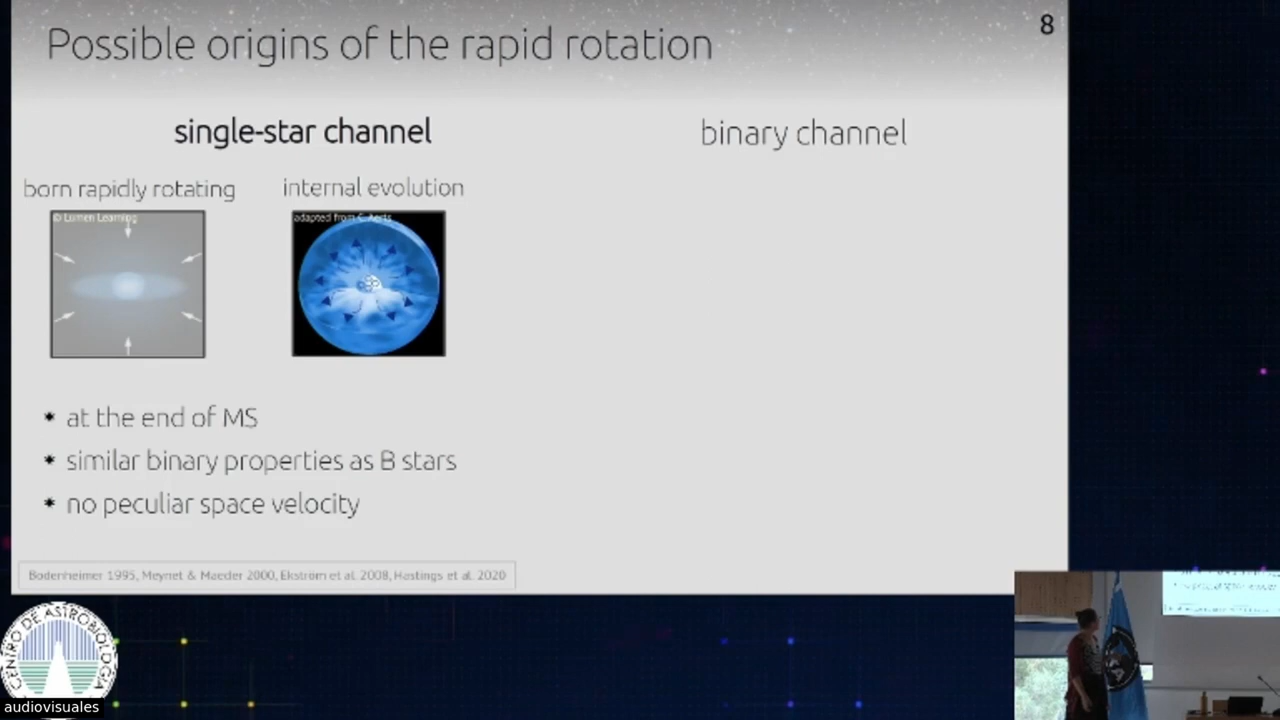 Possible origins of the rapid rotation
8
single-star channel
binary channel
born rapidly rotating
internal evolution
© Lumen Learning
adapted from C. Aerts
* at the end of MS
* similar binary properties as B stars
* no peculiar space velocity
Bodenheimer 1995, Meynet & Maeder 2000, Ekström et al. 2008, Hastings et al. 2020
CENTRO DE ASTROBIOLOGÍA
audiovisuales